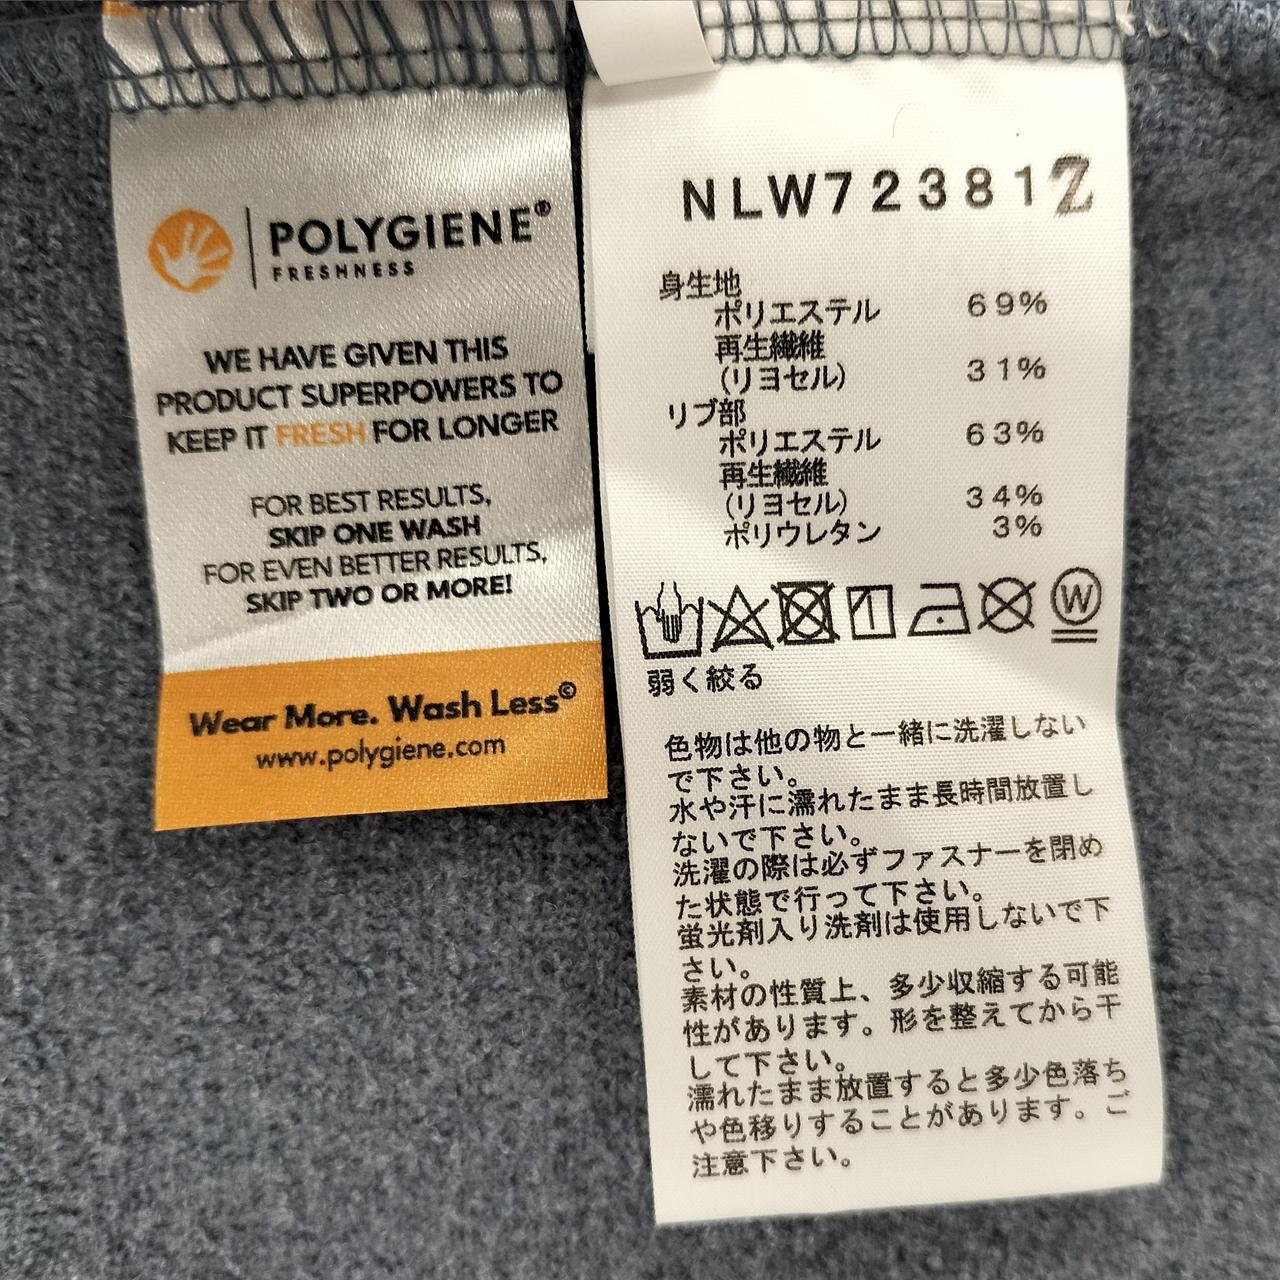 POLYGIENE®
FRESHNESS
WE HAVE GIVEN THIS
PRODUCT SUPERPOWERS TO
KEEP IT FRESH FOR LONGER
FOR BEST RESULTS,
SKIP ONE WASH
FOR EVEN BETTER RESULTS,
SKIP TWO OR MORE!
Wear More. Wash Less©
www.polygiene.com
NLW72381Z
身生地
ポリエステル 69%
再生繊維
(リヨセル) 31%
リブ部
ポリエステル 63%
再生繊維
(リヨセル) 34%
ポリウレタン 3%
W
弱く絞る
色物は他の物と一緒に洗濯しない
で下さい。
水や汗に濡れたまま長時間放置し
ないで下さい。
洗濯の際は必ずファスナーを閉め
た状態で行って下さい。
蛍光剤入り洗剤は使用しないで下
さい。
素材の性質上、多少収縮する可能
性があります。形を整えてから干
して下さい。
濡れたまま放置すると多少色落ち
や色移りすることがあります。ご
注意下さい。